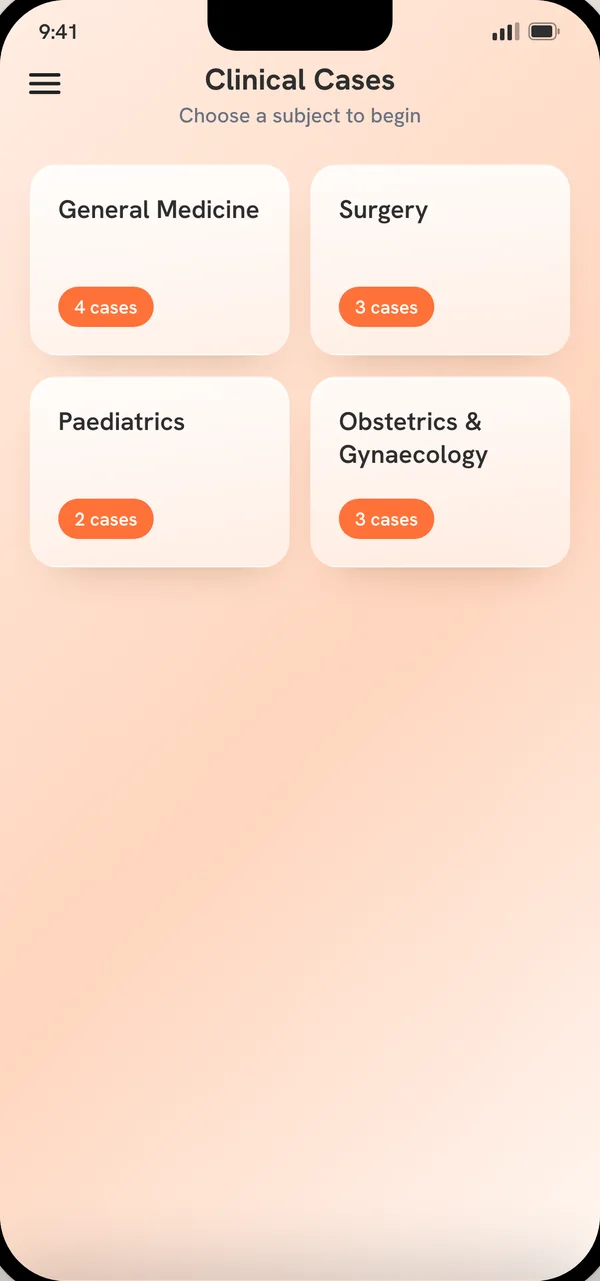 9:41
Clinical Cases
Choose a subject to begin
General Medicine
4 cases
Surgery
3 cases
Paediatrics
2 cases
Obstetrics &
Gynaecology
3 cases